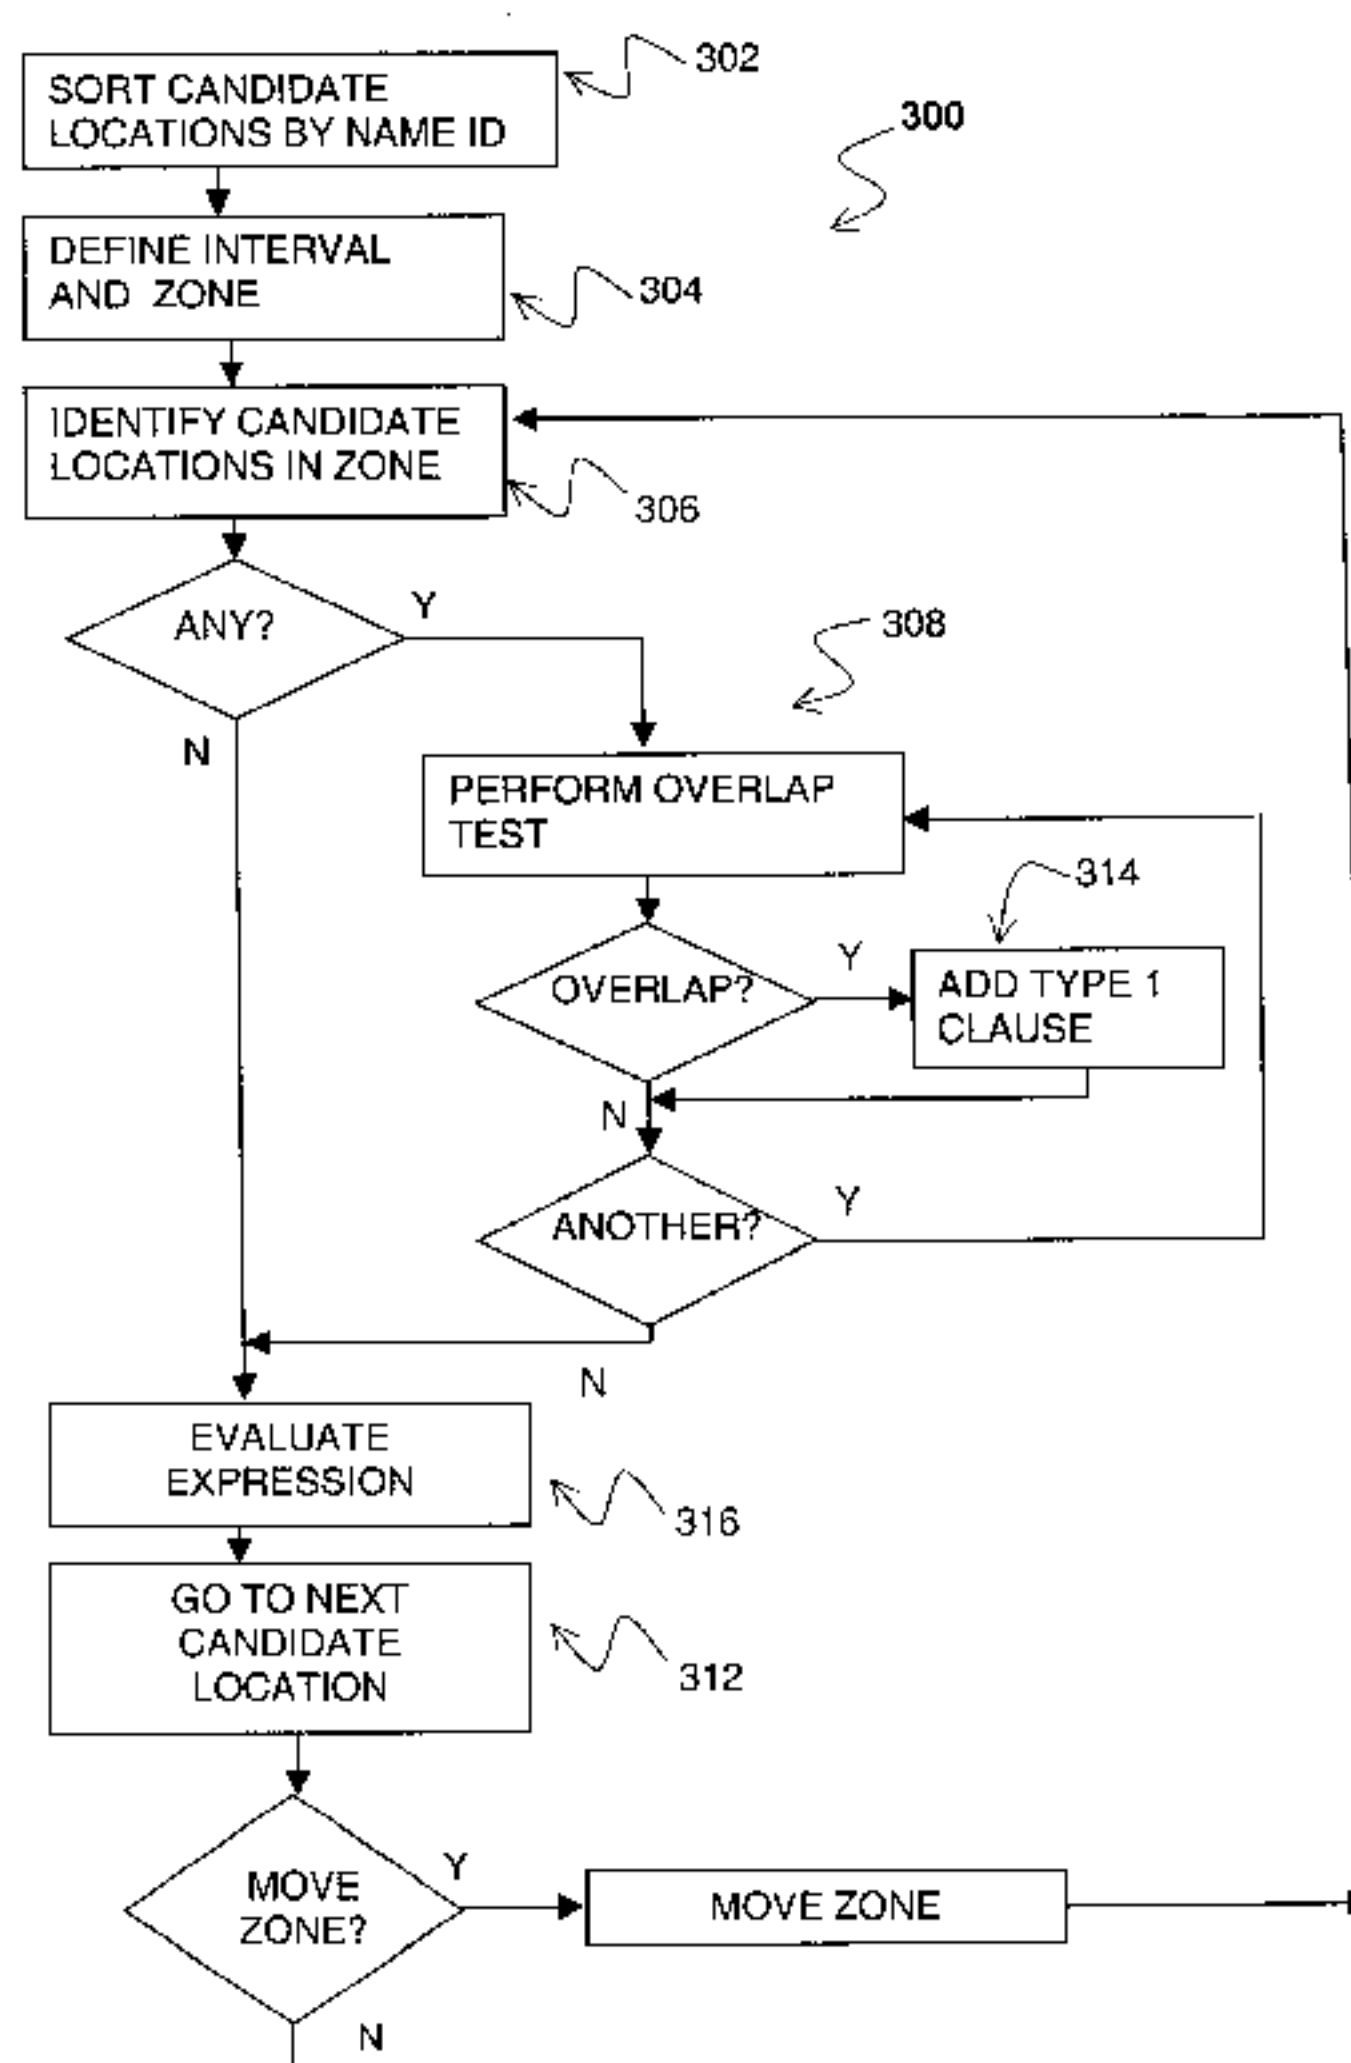 302
SORT CANDIDATE
LOCATIONS BY NAME ID
300
DEFINE INTERVAL
AND ZONE
304
IDENTIFY CANDIDATE
LOCATIONS IN ZONE
306
ANY?
Y
N
308
PERFORM OVERLAP
TEST
314
OVERLAP?
Y
ADD TYPE 1
CLAUSE
N
ANOTHER?
Y
N
EVALUATE
EXPRESSION
316
GO TO NEXT
CANDIDATE
LOCATION
312
MOVE
ZONE?
Y
MOVE ZONE
N